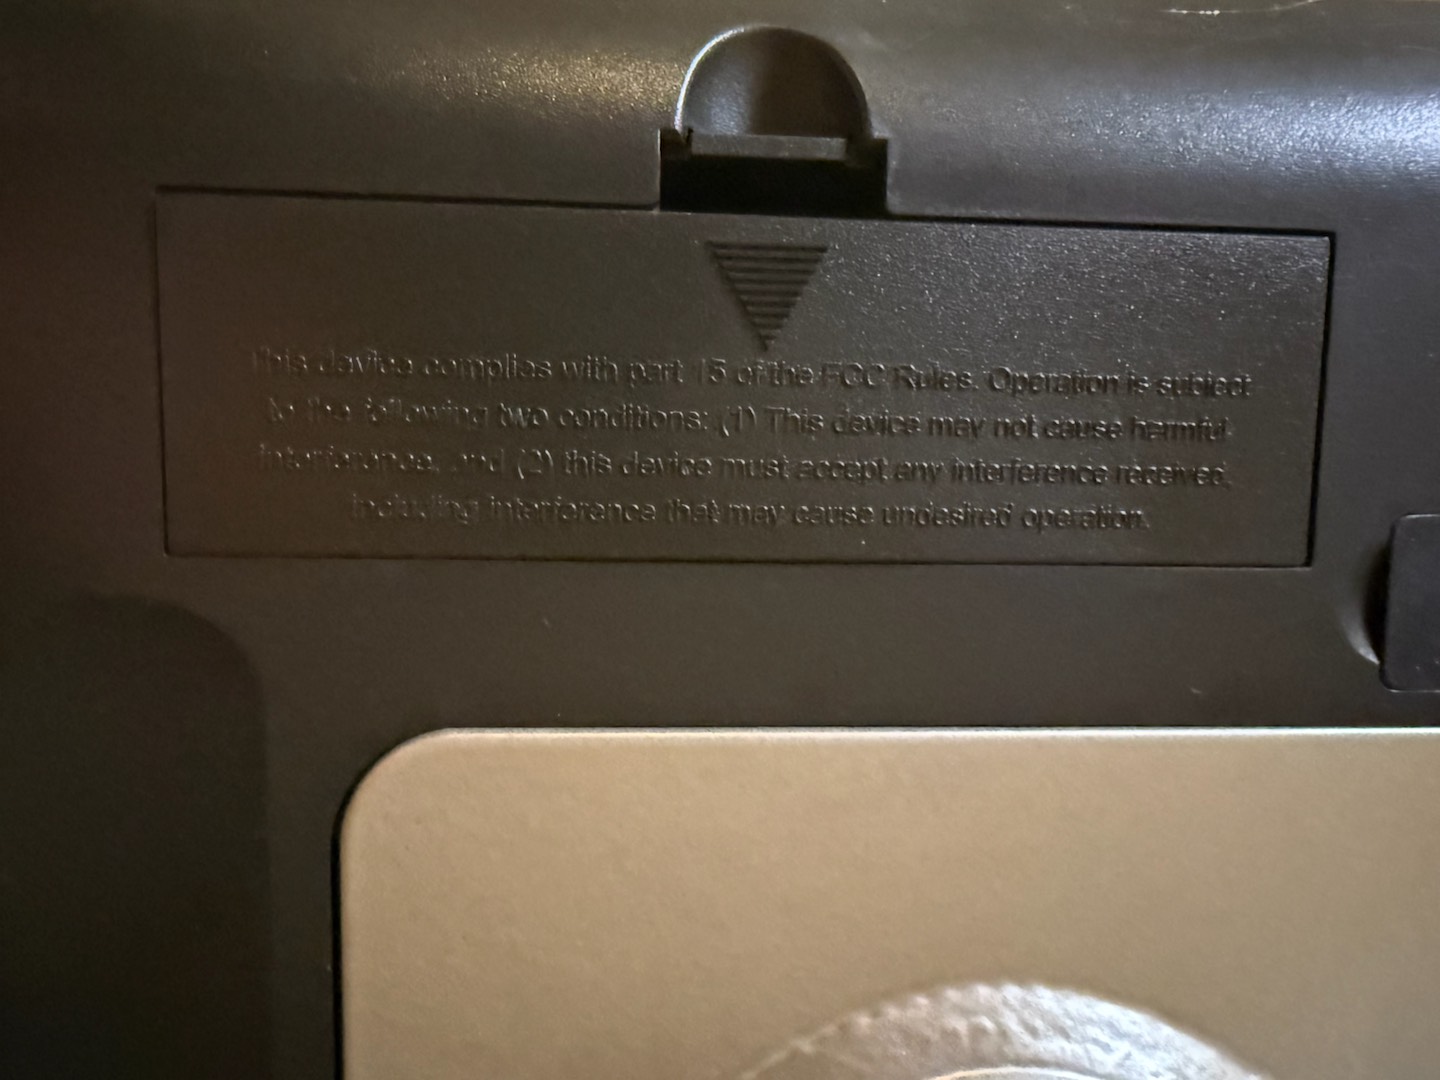 This device complies with part 15 of the FCC Rules. Operation is subject
to the following two conditions: (1) This device may not cause harmful
interference, and (2) this device must accept any interference received,
including interference that may cause undesired operation.